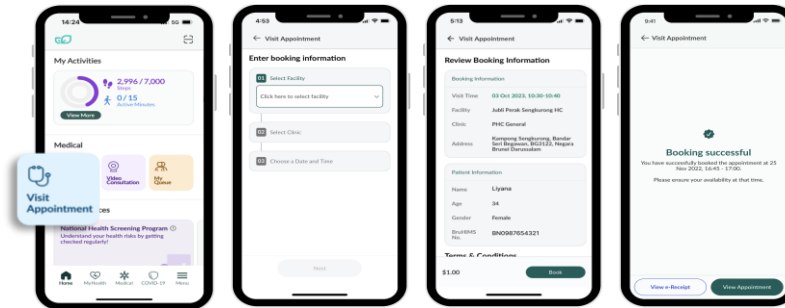 14:24
5G
My Activities
2,996 / 7,000
Steps
0 / 15
Active Minutes
View More
Medical
Visit
Appointment
Video
Consultation
My
Queue
National Health Screening Program
Understand your health risks by getting
checked regularly!
Home
MyHealth
Medical
COVID-19
Menu
4:53
← Visit Appointment
Enter booking information
01 Select Facility
Click here to select facility
02 Select Clinic
03 Choose a Date and Time
Next
5:13
← Visit Appointment
Review Booking Information
Booking Information
Visit Time 03 Oct 2023, 10:30-10:40
Facility Jubli Perak Sengkurong HC
Clinic PHC General
Address Kampong Sengkurong, Bandar
Seri Begawan, BG3122, Negara
Brunei Darussalam
Patient Information
Name Liyana
Age 34
Gender Female
BruHIMS
No. BN0987654321
Terms & Conditions
$1.00
Book
9:41
← Visit Appointment
Booking successful
You have successfully booked the appointment at 25
Nov 2022, 16:45 - 17:00.
Please ensure your availability at that time.
View e-Receipt
View Appointment